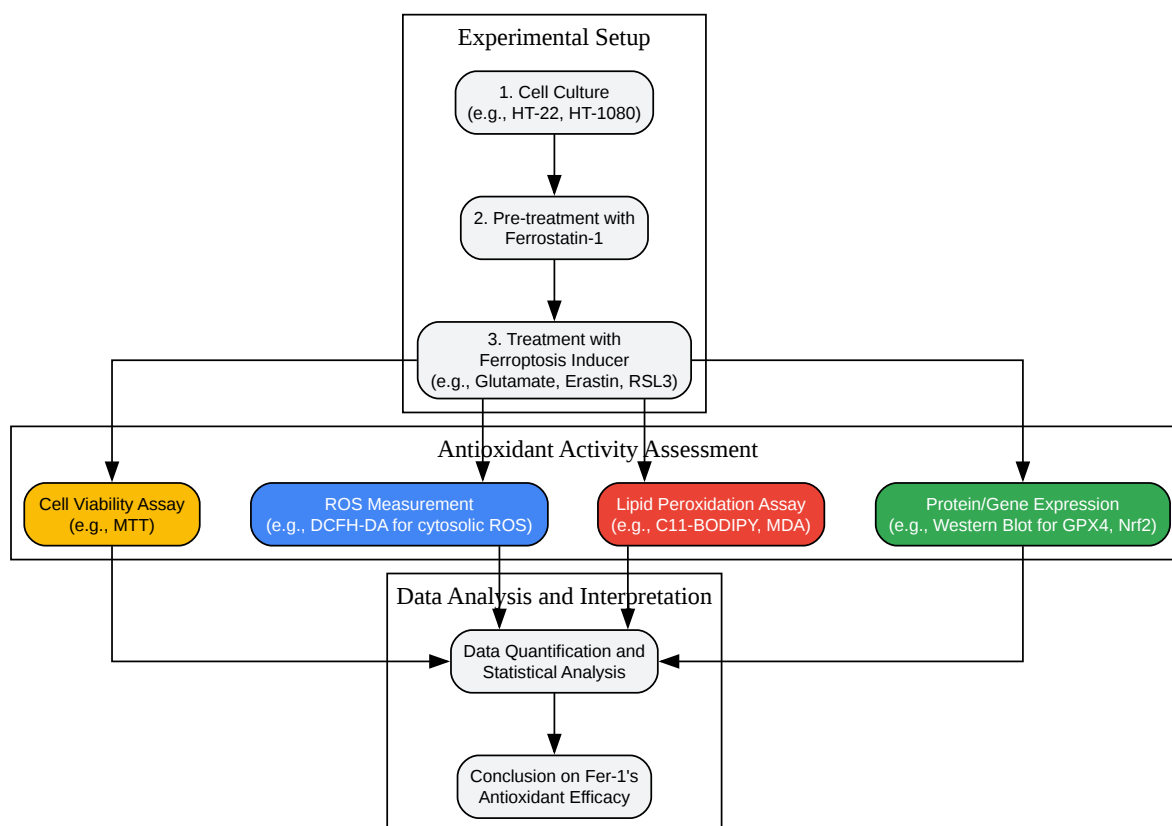 Experimental Setup
1. Cell Culture
(e.g., HT-22, HT-1080)
2. Pre-treatment with
Ferrostatin-1
3. Treatment with
Ferroptosis Inducer
(e.g., Glutamate, Erastin, RSL3)
Antioxidant Activity Assessment
Cell Viability Assay
(e.g., MTT)
ROS Measurement
(e.g., DCFH-DA for cytosolic ROS)
Lipid Peroxidation Assay
(e.g., C11-BODIPY, MDA)
Protein/Gene Expression
(e.g., Western Blot for GPX4, Nrf2)
Data Analysis and Interpretation
Data Quantification and
Statistical Analysis
Conclusion on Fer-1's
Antioxidant Efficacy